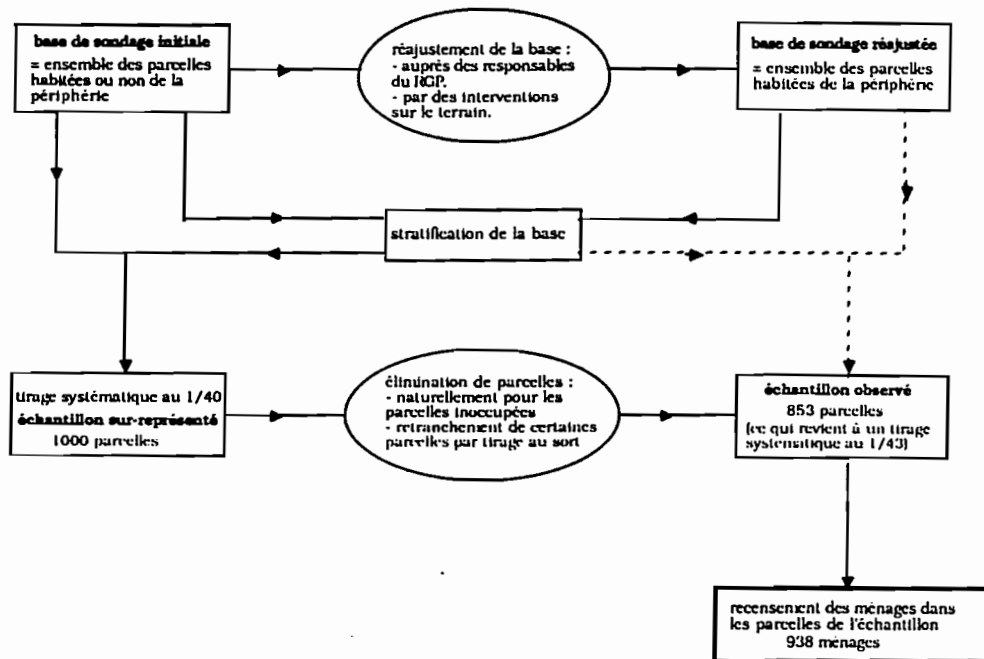 base de sondage initiale
= ensemble des parcelles
habitées ou non de la
périphérie
réajustement de la base :
- auprès des responsables
du RGP.
- par des interventions
sur le terrain.
base de sondage réajustée
= ensemble des parcelles
habitées de la périphérie
stratification de la base
tirage systématique au 1/40
échantillon sur-représenté
1000 parcelles
élimination de parcelles :
- naturellement pour les
parcelles inoccupées
- retranchement de certaines
parcelles par tirage au sort
échantillon observé
853 parcelles
(ce qui revient à un tirage
systématique au 1/43)
recensement des ménages dans
les parcelles de l'échantillon
938 ménages